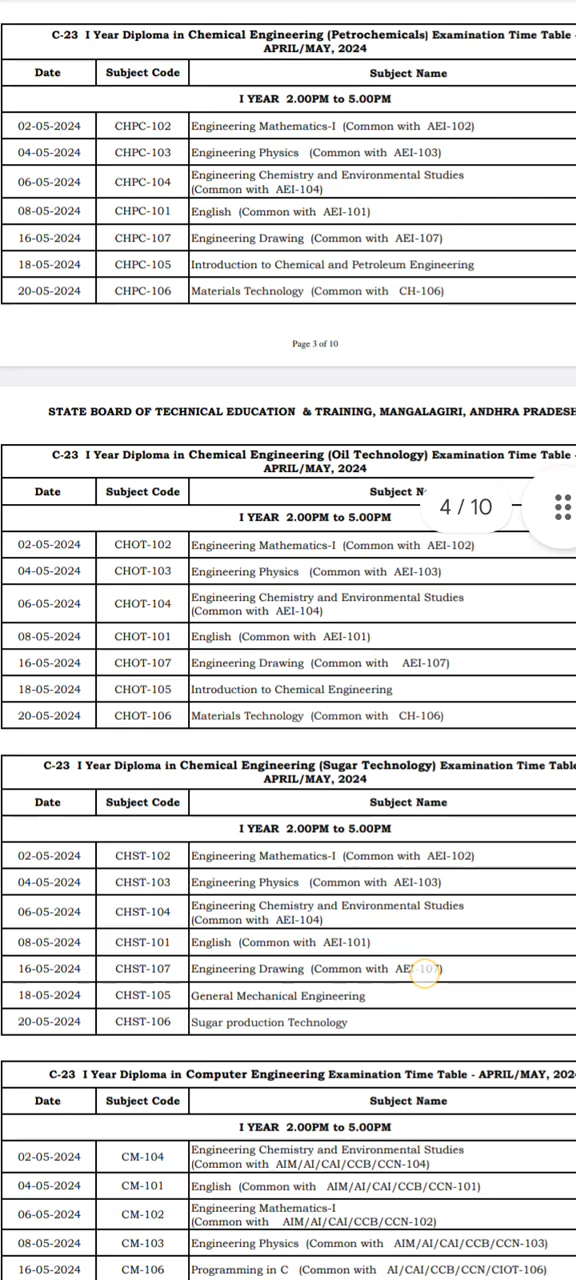 C-23 I Year Diploma in Chemical Engineering (Petrochemicals) Examination Time Table -
APRIL/MAY, 2024
Date Subject Code Subject Name
I YEAR 2.00PM to 5.00PM
02-05-2024 CHPC-102 Engineering Mathematics-I (Common with AEI-102)
04-05-2024 CHPC-103 Engineering Physics (Common with AEI-103)
06-05-2024 CHPC-104 Engineering Chemistry and Environmental Studies
(Common with AEI-104)
08-05-2024 CHPC-101 English (Common with AEI-101)
16-05-2024 CHPC-107 Engineering Drawing (Common with AEI-107)
18-05-2024 CHPC-105 Introduction to Chemical and Petroleum Engineering
20-05-2024 CHPC-106 Materials Technology (Common with CH-106)
Page 3 of 10
STATE BOARD OF TECHNICAL EDUCATION & TRAINING, MANGALAGIRI, ANDHRA PRADESH
C-23 I Year Diploma in Chemical Engineering (Oil Technology) Examination Time Table -
APRIL/MAY, 2024
Date Subject Code Subject
4 / 10
I YEAR 2.00PM to 5.00PM
02-05-2024 CHOT-102 Engineering Mathematics-I (Common with AEI-102)
04-05-2024 CHOT-103 Engineering Physics (Common with AEI-103)
06-05-2024 CHOT-104 Engineering Chemistry and Environmental Studies
(Common with AEI-104)
08-05-2024 CHOT-101 English (Common with AEI-101)
16-05-2024 CHOT-107 Engineering Drawing (Common with AEI-107)
18-05-2024 CHOT-105 Introduction to Chemical Engineering
20-05-2024 CHOT-106 Materials Technology (Common with CH-106)
C-23 I Year Diploma in Chemical Engineering (Sugar Technology) Examination Time Table
APRIL/MAY, 2024
Date Subject Code Subject Name
I YEAR 2.00PM to 5.00PM
02-05-2024 CHST-102 Engineering Mathematics-I (Common with AEI-102)
04-05-2024 CHST-103 Engineering Physics (Common with AEI-103)
06-05-2024 CHST-104 Engineering Chemistry and Environmental Studies
(Common with AEI-104)
08-05-2024 CHST-101 English (Common with AEI-101)
16-05-2024 CHST-107 Engineering Drawing (Common with AEI-107)
18-05-2024 CHST-105 General Mechanical Engineering
20-05-2024 CHST-106 Sugar production Technology
C-23 I Year Diploma in Computer Engineering Examination Time Table - APRIL/MAY, 202
Date Subject Code Subject Name
I YEAR 2.00PM to 5.00PM
02-05-2024 CM-104 Engineering Chemistry and Environmental Studies
(Common with AIM/AI/CAI/CCB/CCN-104)
04-05-2024 CM-101 English (Common with AIM/AI/CAI/CCB/CCN-101)
06-05-2024 CM-102 Engineering Mathematics-I
(Common with AIM/AI/CAI/CCB/CCN-102)
08-05-2024 CM-103 Engineering Physics (Common with AIM/AI/CAI/CCB/CCN-103)
16-05-2024 CM-106 Programming in C (Common with AI/CAI/CCB/CCN/CIOT-106)